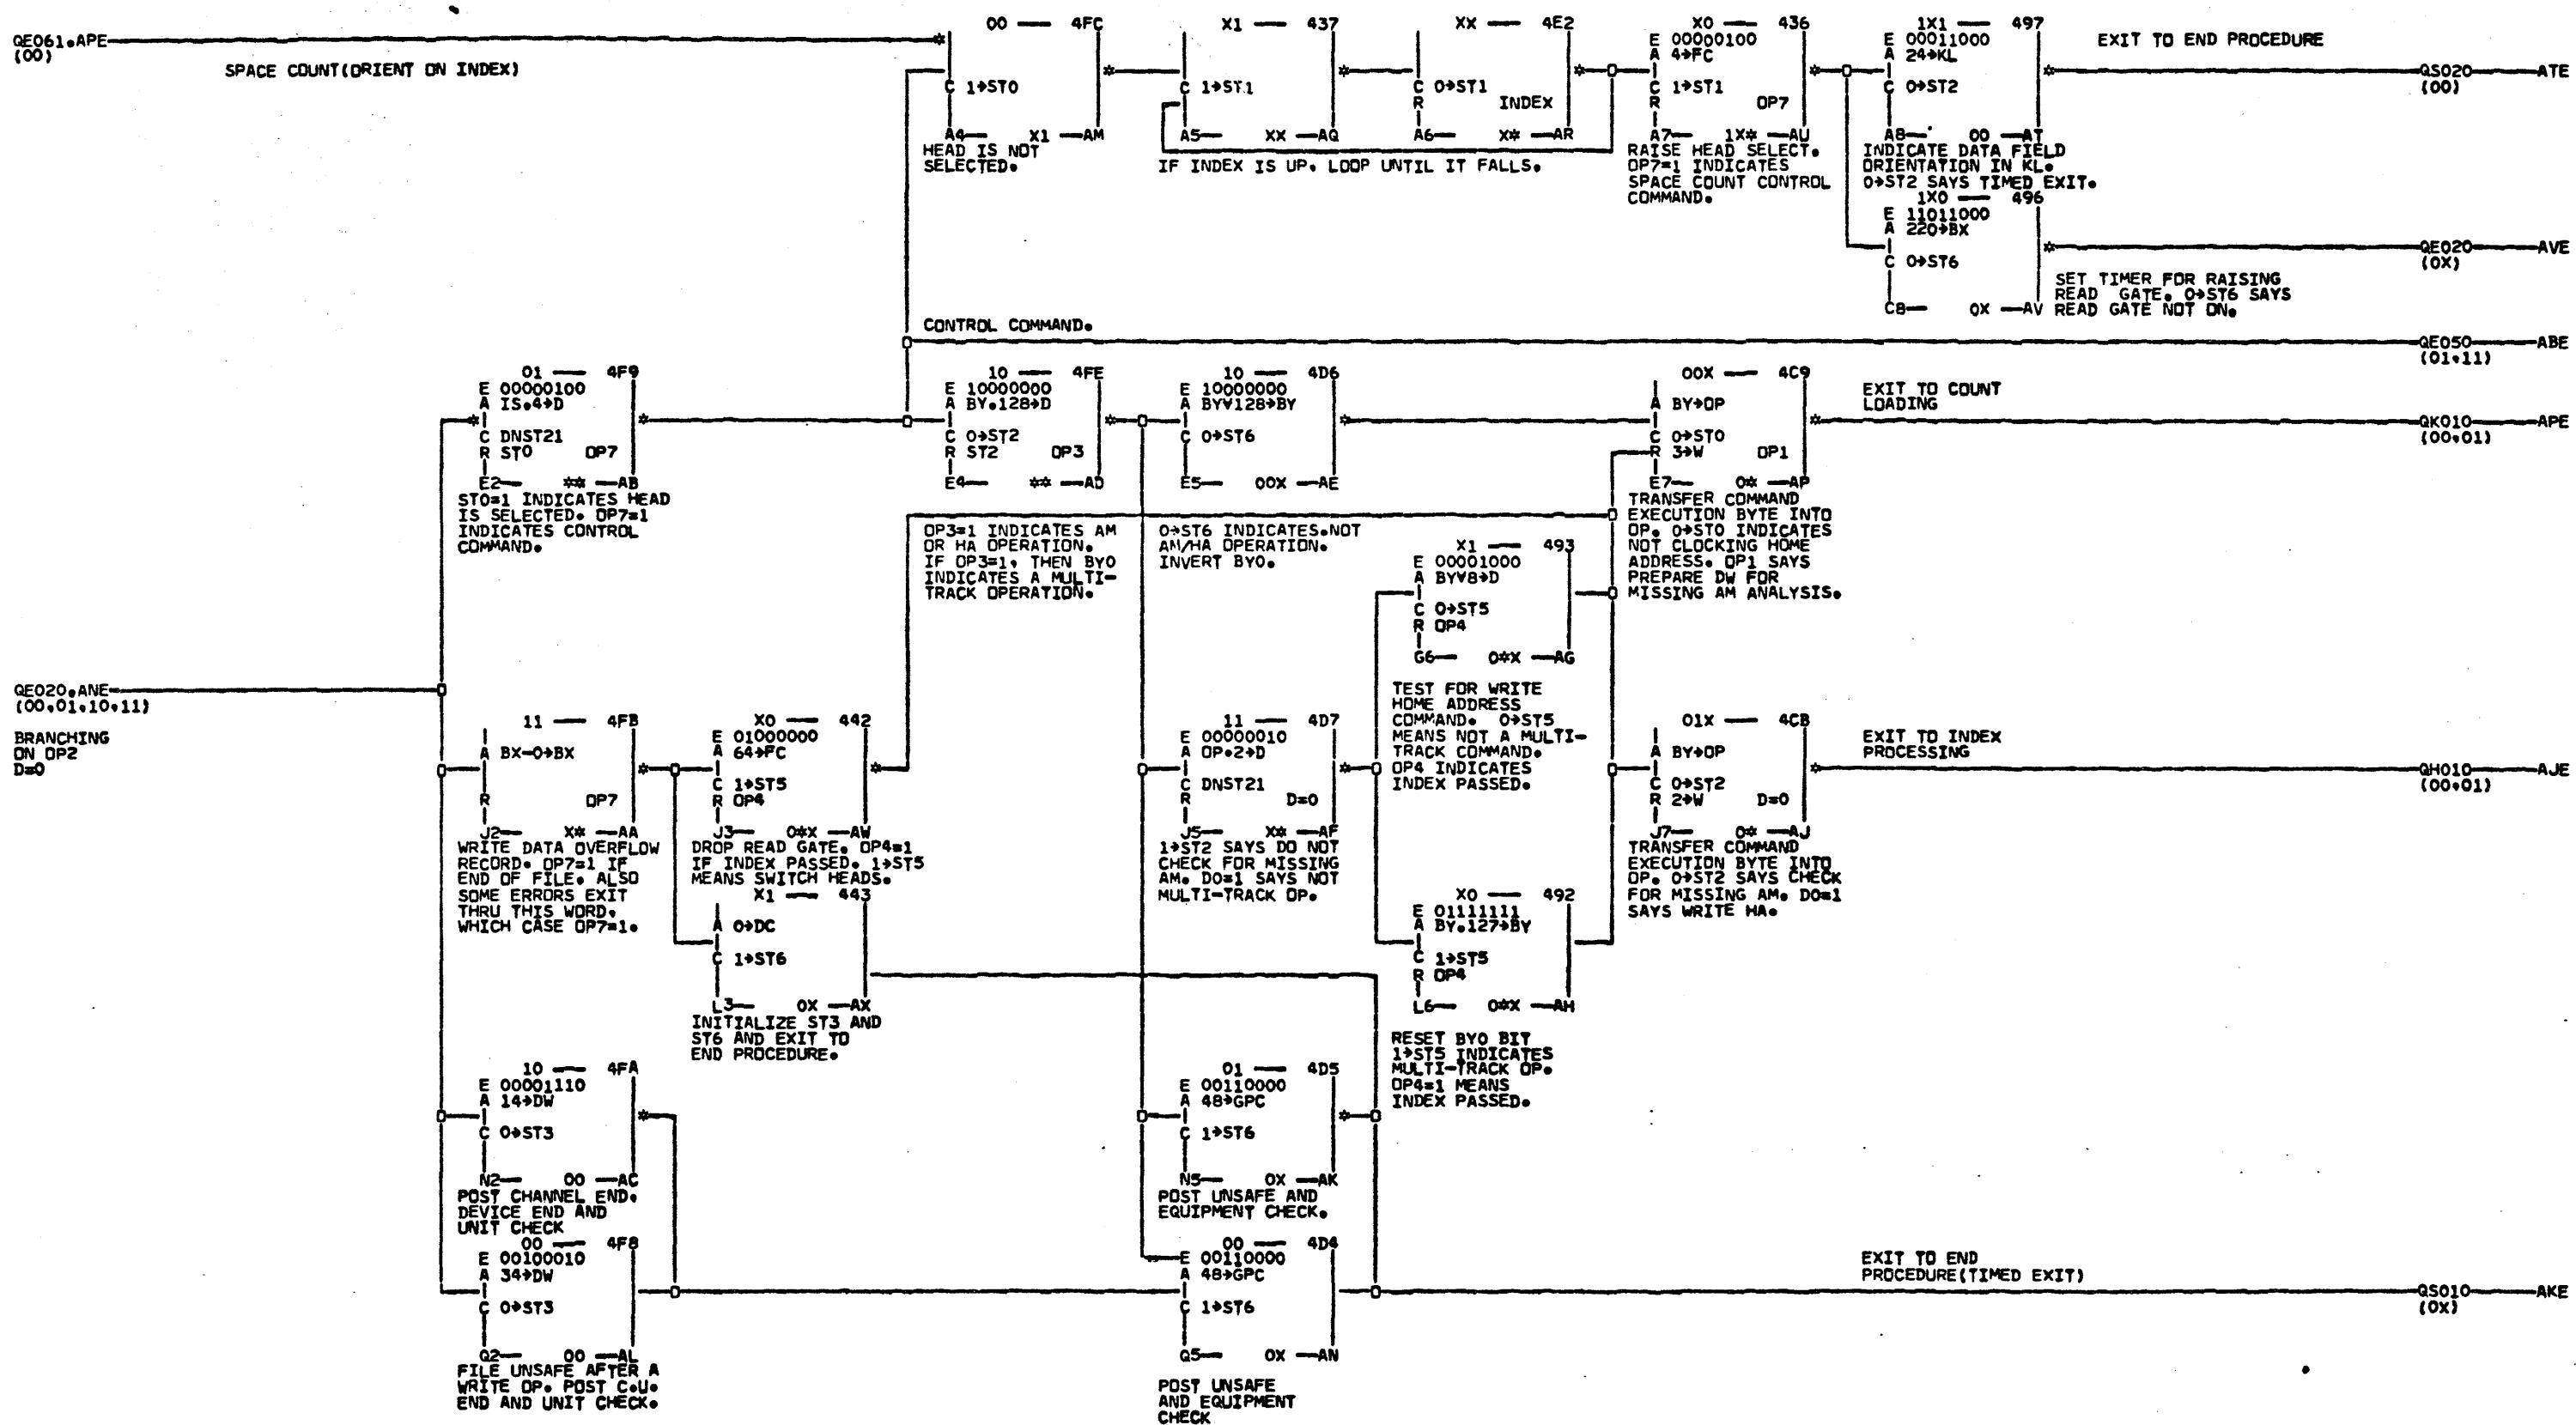 QE061.APE
(00)
SPACE COUNT(ORIENT ON INDEX)
00 — 4FC
C 1→ST0
A4— X1 —AM
HEAD IS NOT
SELECTED.
X1 — 437
C 1→ST1
A5— XX —AQ
IF INDEX IS UP. LOOP UNTIL IT FALLS.
XX — 4E2
C 0→ST1
R INDEX
A6— X* —AR
X0 — 436
E 00000100
A 4→FC
C 1→ST1
R OP7
A7— 1X* —AU
RAISE HEAD SELECT.
OP7=1 INDICATES
SPACE COUNT CONTROL
COMMAND.
1X1 — 497
E 00011000
A 24→KL
C 0→ST2
A8— 00 —AT
INDICATE DATA FIELD
ORIENTATION IN KL.
0→ST2 SAYS TIMED EXIT.
1X0 — 496
E 11011000
A 220→BX
C 0→ST6
C8— 0X —AV
SET TIMER FOR RAISING
READ GATE. 0→ST6 SAYS
READ GATE NOT ON.
EXIT TO END PROCEDURE
QS020—ATE
(00)
QE020—AVE
(0X)
CONTROL COMMAND.
QE050—ABE
(01,11)
01 — 4F9
E 00000100
A IS.4→D
C DNST21
R ST0 OP7
E2— ** —AB
ST0=1 INDICATES HEAD
IS SELECTED. OP7=1
INDICATES CONTROL
COMMAND.
10 — 4FE
E 10000000
A BY.128→D
C 0→ST2
R ST2 OP3
E4— ** —AD
OP3=1 INDICATES AM
OR HA OPERATION.
IF OP3=1, THEN BY0
INDICATES A MULTI-
TRACK OPERATION.
10 — 4D6
E 10000000
A BY∀128→BY
C 0→ST6
E5— 00X —AE
0→ST6 INDICATES.NOT
AM/HA OPERATION.
INVERT BY0.
00X — 4C9
A BY→OP
C 0→ST0
R 3→W OP1
E7— 0* —AP
TRANSFER COMMAND
EXECUTION BYTE INTO
OP. 0→ST0 INDICATES
NOT CLOCKING HOME
ADDRESS. OP1 SAYS
PREPARE DW FOR
MISSING AM ANALYSIS.
EXIT TO COUNT
LOADING
QK010—APE
(00,01)
X1 — 493
E 00001000
A BY∀8→D
C 0→ST5
R OP4
G6— 0*X —AG
TEST FOR WRITE
HOME ADDRESS
COMMAND. 0→ST5
MEANS NOT A MULTI-
TRACK COMMAND.
OP4 INDICATES
INDEX PASSED.
QE020.ANE
(00,01,10,11)
BRANCHING
ON OP2
D=0
11 — 4FB
A BX-0→BX
R OP7
J2— X* —AA
WRITE DATA OVERFLOW
RECORD. OP7=1 IF
END OF FILE. ALSO
SOME ERRORS EXIT
THRU THIS WORD,
WHICH CASE OP7=1.
X0 — 442
E 01000000
A 64→FC
C 1→ST5
R OP4
J3— 0*X —AW
DROP READ GATE. OP4=1
IF INDEX PASSED. 1→ST5
MEANS SWITCH HEADS.
X1 — 443
A 0→DC
C 1→ST6
L3— 0X —AX
INITIALIZE ST3 AND
ST6 AND EXIT TO
END PROCEDURE.
11 — 4D7
E 00000010
A OP.2→D
C DNST21
R D=0
J5— X* —AF
1→ST2 SAYS DO NOT
CHECK FOR MISSING
AM. D0=1 SAYS NOT
MULTI-TRACK OP.
X0 — 492
E 01111111
A BY.127→BY
C 1→ST5
R OP4
L6— 0*X —AH
RESET BY0 BIT
1→ST5 INDICATES
MULTI-TRACK OP.
OP4=1 MEANS
INDEX PASSED.
01X — 4CB
A BY→OP
C 0→ST2
R 2→W D=0
J7— 0* —AJ
TRANSFER COMMAND
EXECUTION BYTE INTO
OP. 0→ST2 SAYS CHECK
FOR MISSING AM. D0=1
SAYS WRITE HA.
EXIT TO INDEX
PROCESSING
QH010—AJE
(00,01)
10 — 4FA
E 00001110
A 14→DW
C 0→ST3
N2— 00 —AC
POST CHANNEL END.
DEVICE END AND
UNIT CHECK
00 — 4F8
E 00100010
A 34→DW
C 0→ST3
Q2— 00 —AL
FILE UNSAFE AFTER A
WRITE OP. POST C.U.
END AND UNIT CHECK.
01 — 4D5
E 00110000
A 48→GPC
C 1→ST6
N5— 0X —AK
POST UNSAFE AND
EQUIPMENT CHECK.
00 — 4D4
E 00110000
A 48→GPC
C 1→ST6
Q5— 0X —AN
POST UNSAFE
AND EQUIPMENT
CHECK
EXIT TO END
PROCEDURE(TIMED EXIT)
QS010—AKE
(0X)